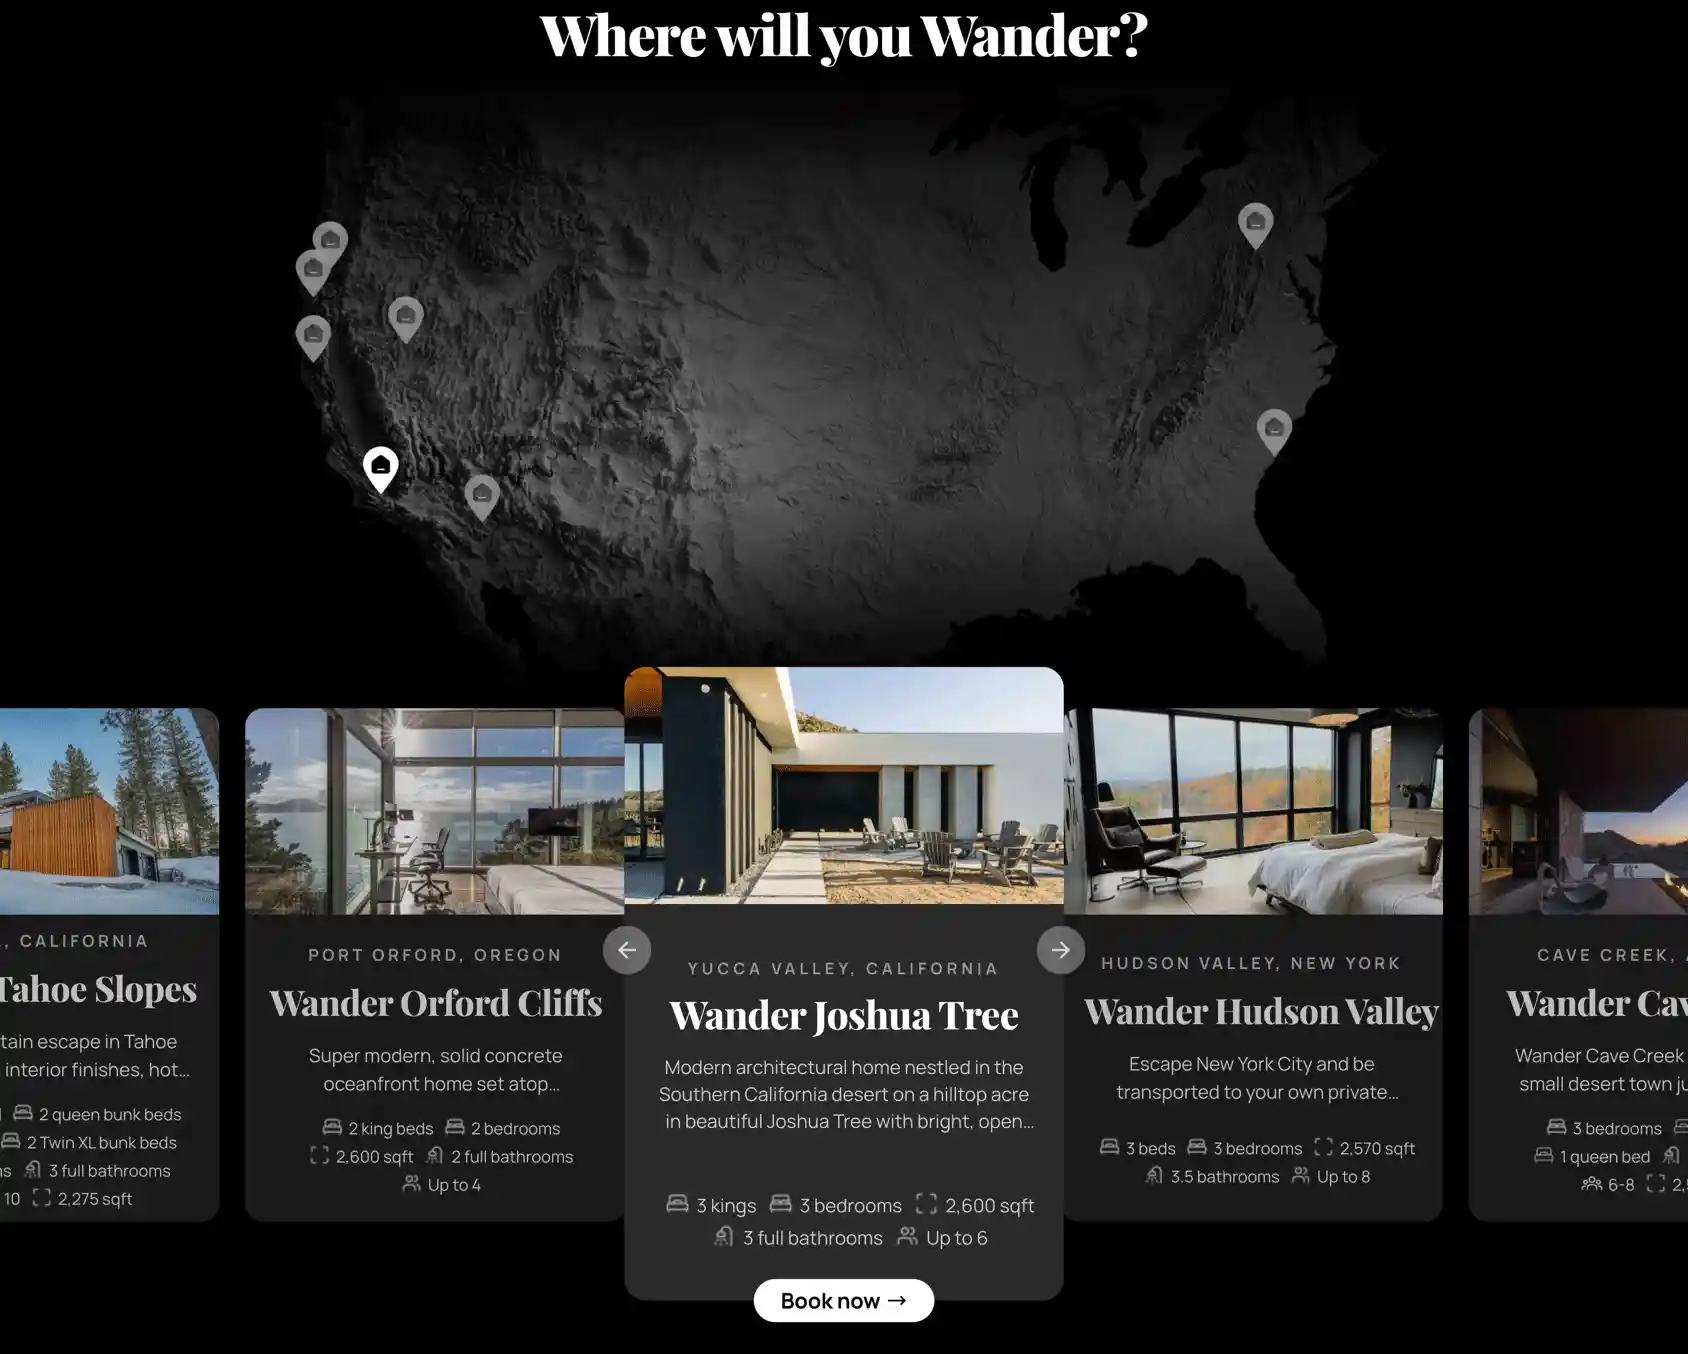 Where will you Wander?
, CALIFORNIA
Tahoe Slopes
tain escape in Tahoe
interior finishes, hot...
2 queen bunk beds
2 Twin XL bunk beds
3 full bathrooms
10 2,275 sqft
PORT ORFORD, OREGON
Wander Orford Cliffs
Super modern, solid concrete
oceanfront home set atop...
2 king beds 2 bedrooms
2,600 sqft 2 full bathrooms
Up to 4
YUCCA VALLEY, CALIFORNIA
Wander Joshua Tree
Modern architectural home nestled in the
Southern California desert on a hilltop acre
in beautiful Joshua Tree with bright, open...
3 kings 3 bedrooms 2,600 sqft
3 full bathrooms Up to 6
Book now →
HUDSON VALLEY, NEW YORK
Wander Hudson Valley
Escape New York City and be
transported to your own private...
3 beds 3 bedrooms 2,570 sqft
3.5 bathrooms Up to 8
CAVE CREEK,
Wander Cav
Wander Cave Creek
small desert town ju
3 bedrooms
1 queen bed
6-8 2,5